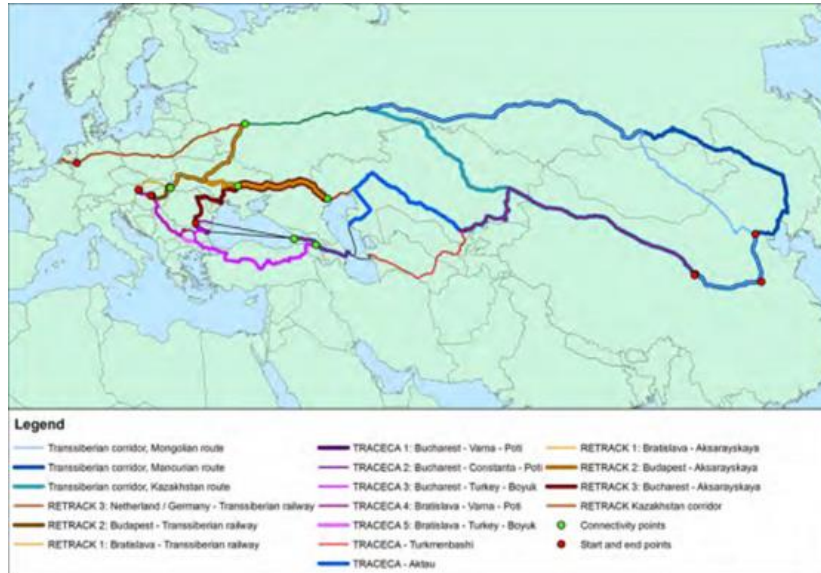 Legend
Transsiberian corridor, Mongolian route
Transsiberian corridor, Mancurian route
Transsiberian corridor, Kazakhstan route
RETRACK 3: Netherland / Germany - Transsiberian railway
RETRACK 2: Budapest - Transsiberian railway
RETRACK 1: Bratislava - Transsiberian railway
TRACECA 1: Bucharest - Varna - Poti
TRACECA 2: Bucharest - Constanta - Poti
TRACECA 3: Bucharest - Turkey - Boyuk
TRACECA 4: Bratislava - Varna - Poti
TRACECA 5: Bratislava - Turkey - Boyuk
TRACECA - Turkmenbashi
TRACECA - Aktau
RETRACK 1: Bratislava - Aksarayskaya
RETRACK 2: Budapest - Aksarayskaya
RETRACK 3: Bucharest - Aksarayskaya
RETRACK Kazakhstan corridor
Connectivity points
Start and end points